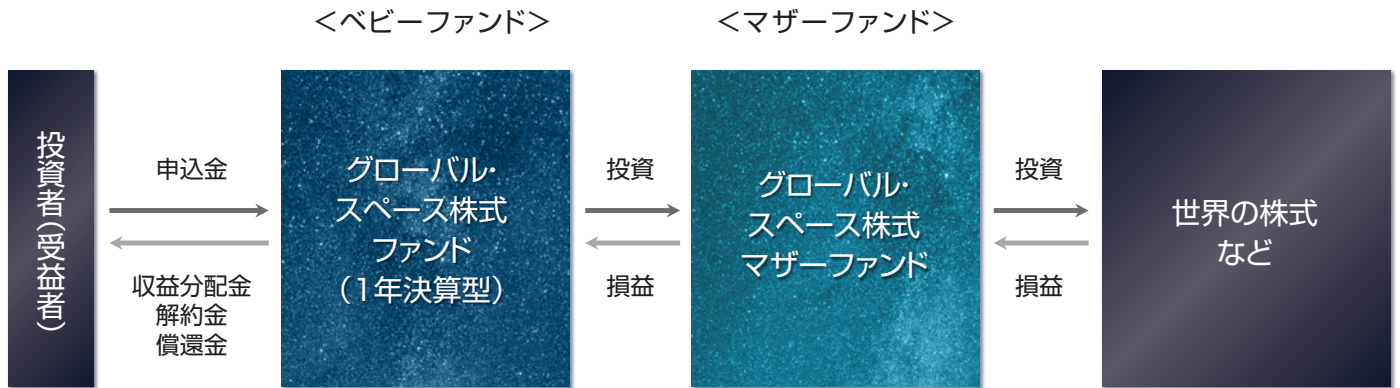 <ベビーファンド>
<マザーファンド>
投資者(受益者)
申込金
収益分配金
解約金
償還金
グローバル・
スペース株式
ファンド
(1年決算型)
投資
損益
グローバル・
スペース株式
マザーファンド
投資
損益
世界の株式
など